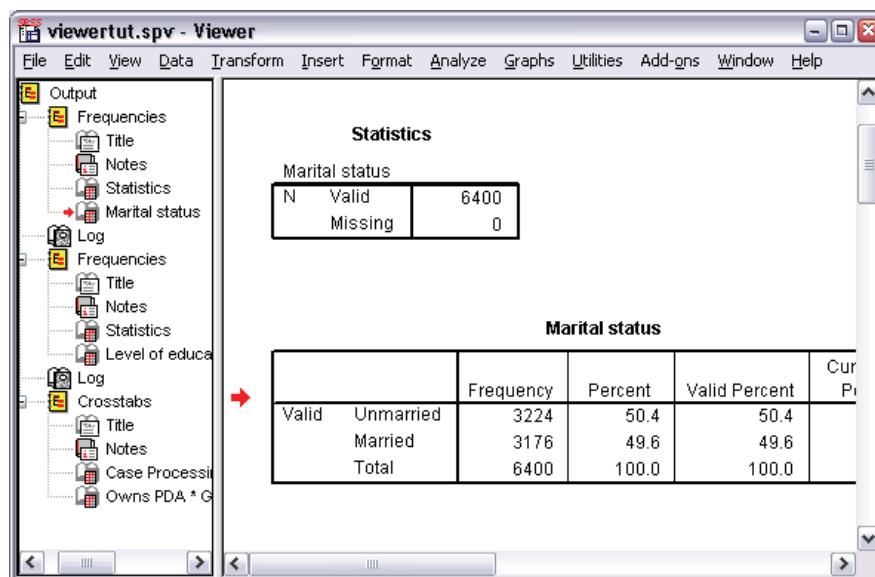 viewertut.spv - Viewer
File Edit View Data Transform Insert Format Analyze Graphs Utilities Add-ons Window Help
Output
Frequencies
Title
Notes
Statistics
Marital status
Log
Frequencies
Title
Notes
Statistics
Level of educa
Log
Crosstabs
Title
Notes
Case Processi
Owns PDA * G
Statistics
Marital status
N Valid 6400
Missing 0
Marital status
Frequency Percent Valid Percent
Valid Unmarried 3224 50.4 50.4
Married 3176 49.6 49.6
Total 6400 100.0 100.0